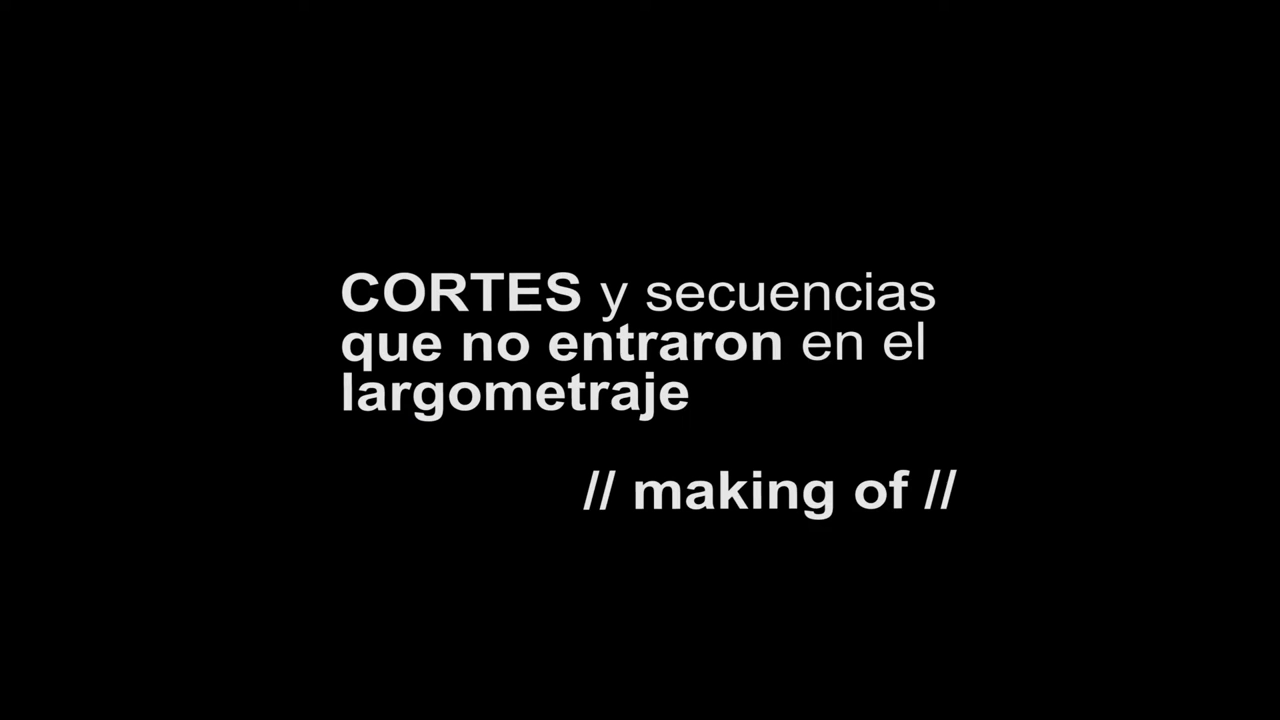 CORTES y secuencias
que no entraron en el
largometraje
// making of //